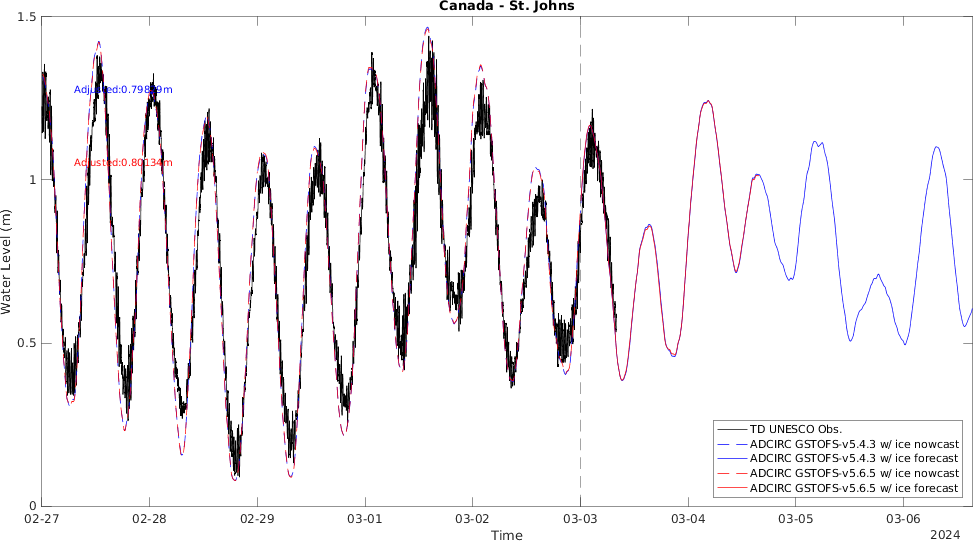 Canada - St. Johns
1.5
Adjusted:0.79849m
Adjusted:0.80134m
1
Water Level (m)
0.5
TD UNESCO Obs.
ADCIRC GSTOFS-v5.4.3 w/ ice nowcast
ADCIRC GSTOFS-v5.4.3 w/ ice forecast
ADCIRC GSTOFS-v5.6.5 w/ ice nowcast
ADCIRC GSTOFS-v5.6.5 w/ ice forecast
0
02-27 02-28 02-29 03-01 03-02 03-03 03-04 03-05 03-06
Time 2024